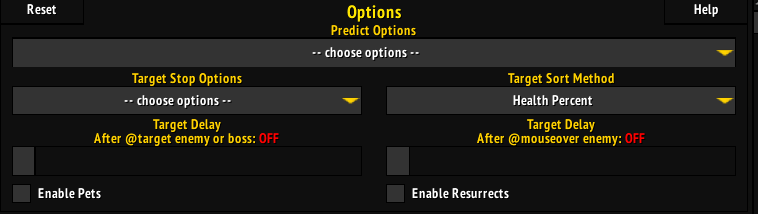 Reset
Options
Help
Predict Options
-- choose options --
Target Stop Options
Target Sort Method
-- choose options --
Health Percent
Target Delay
After @target enemy or boss: OFF
Target Delay
After @mouseover enemy: OFF
Enable Pets
Enable Resurrects